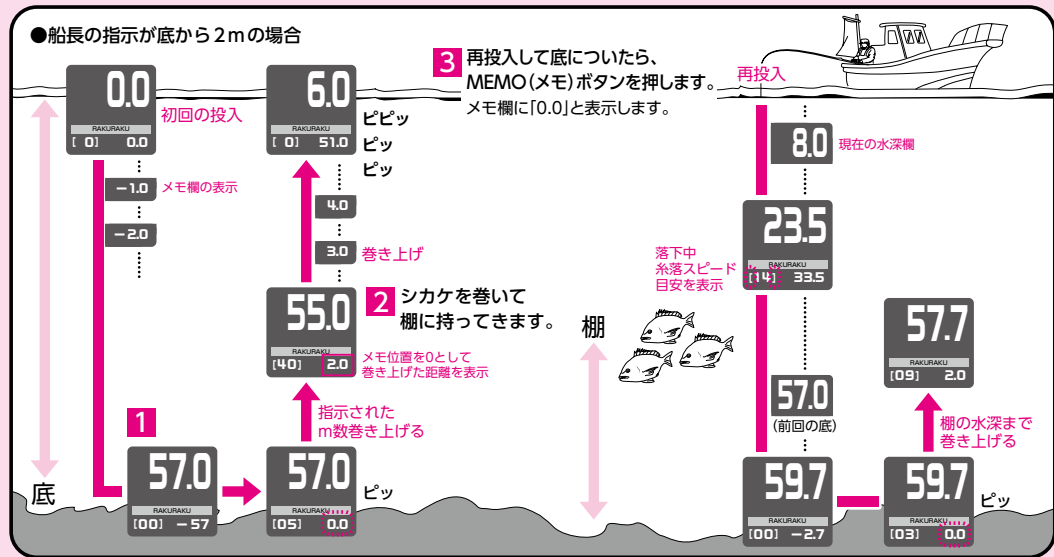 ●船長の指示が底から2mの場合
0.0
RAKURAKU
[ 0] 0.0
初回の投入
－1.0
メモ欄の表示
－2.0
底
1
57.0
RAKURAKU
[00] －57
57.0
RAKURAKU
[05] 0.0
ピッ
指示された
m数巻き上げる
55.0
RAKURAKU
[40] 2.0
2
シカケを巻いて
棚に持ってきます。
メモ位置を0として
巻き上げた距離を表示
3.0
巻き上げ
4.0
6.0
RAKURAKU
[ 0] 51.0
ピピッ
ピッ
ピッ
3
再投入して底についたら、
MEMO（メモ）ボタンを押します。
メモ欄に「0.0」と表示します。
再投入
8.0
現在の水深欄
23.5
RAKURAKU
[14] 33.5
落下中
糸落スピード
目安を表示
棚
57.0
(前回の底)
59.7
RAKURAKU
[00] －2.7
59.7
RAKURAKU
[03] 0.0
ピッ
棚の水深まで
巻き上げる
57.7
RAKURAKU
[09] 2.0